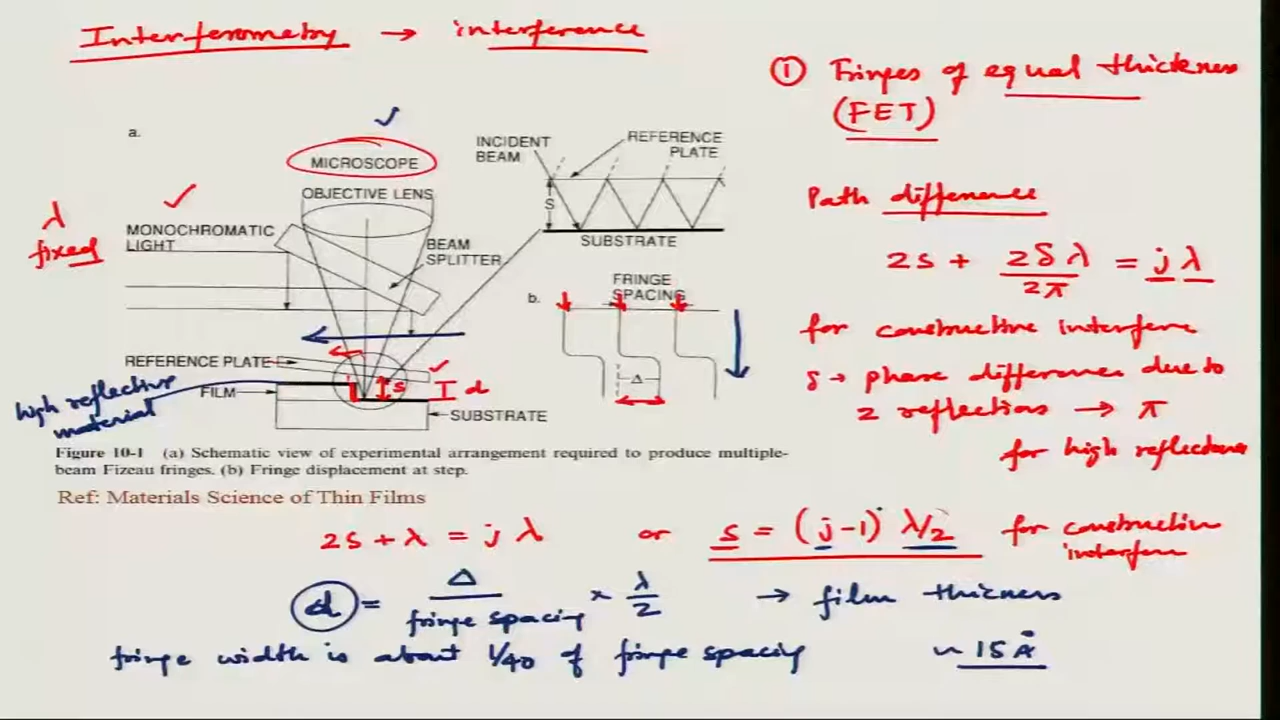 Interferometry → interference
① Fringes of equal thickness
(FET)
a.
MICROSCOPE
OBJECTIVE LENS
λ
fixed
MONOCHROMATIC
LIGHT
BEAM
SPLITTER
REFERENCE PLATE
FILM
s
d
SUBSTRATE
high reflective
material
INCIDENT
BEAM
REFERENCE
PLATE
S
SUBSTRATE
b.
FRINGE
SPACING
Δ
Path difference
2s + 2δλ/2π = jλ
for constructive interfere
δ → phase difference due to
2 reflections → π
for high reflectance
Figure 10-1 (a) Schematic view of experimental arrangement required to produce multiple-
beam Fizeau fringes. (b) Fringe displacement at step.
Ref: Materials Science of Thin Films
2s + λ = jλ or s = (j-1) λ/2 for constructive
interfere
d = Δ/fringe spacing × λ/2 → film thickness
fringe width is about 1/40 of fringe spacing ~ 15 Å